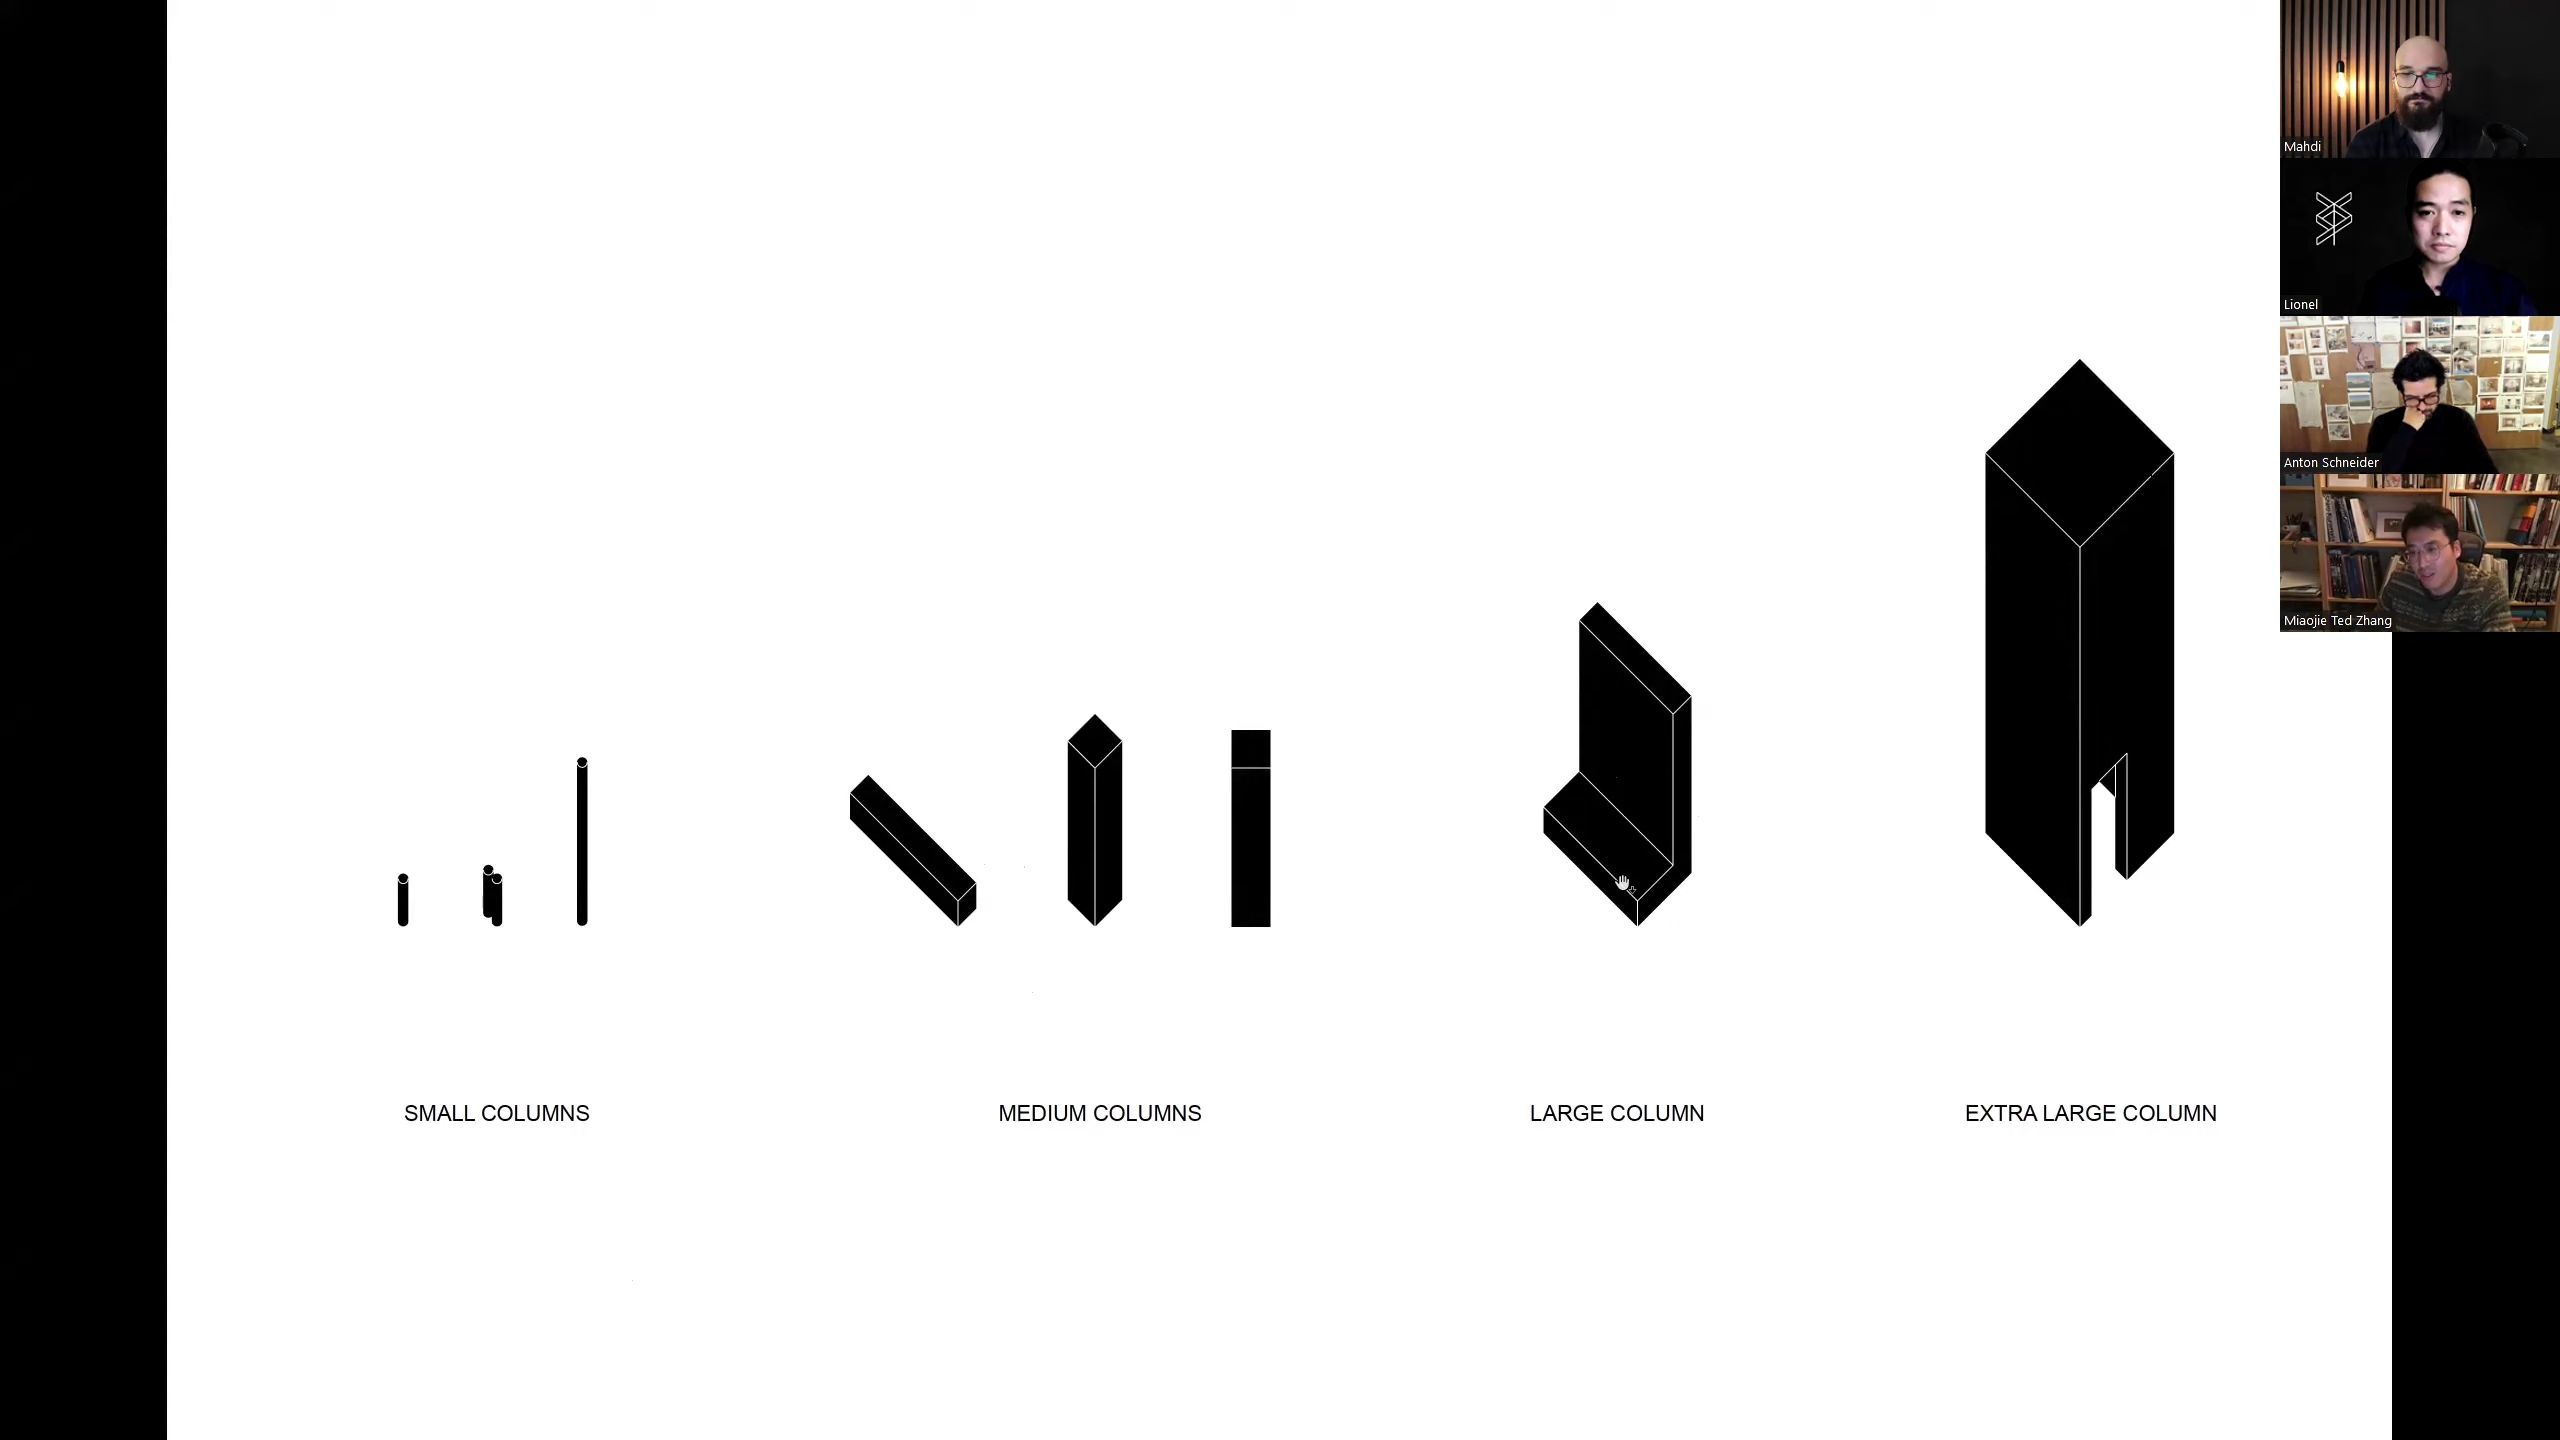 Mahdi
Lionel
Anton Schneider
Miaojie Ted Zhang
SMALL COLUMNS
MEDIUM COLUMNS
LARGE COLUMN
EXTRA LARGE COLUMN